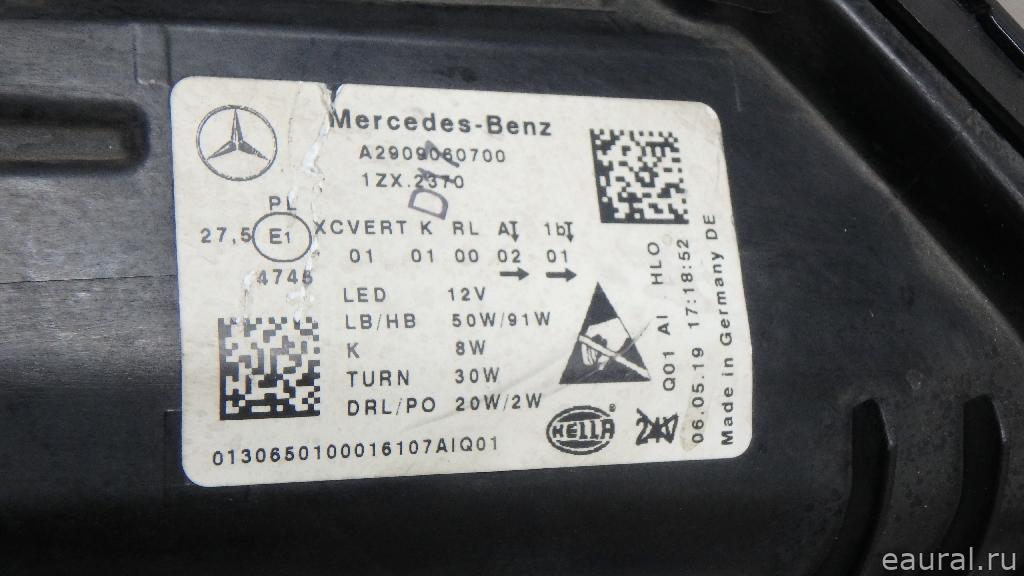 Mercedes-Benz
A2909060700
1ZX.2370
PL
27,5 E1 XCVERT K RL AI 1bI
01 01 00 02 01
4745
LED 12V
LB/HB 50W/91W
K 8W
TURN 30W
DRL/PO 20W/2W
HELLA ®
0130650100016107AIQ01
Q01 AI HLO
06.05.19 17:18:52
Made in Germany DE
eaural.ru